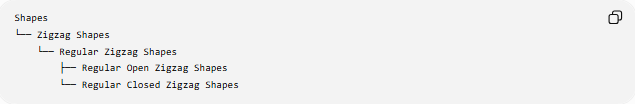 Shapes
└── Zigzag Shapes
    └── Regular Zigzag Shapes
        ├── Regular Open Zigzag Shapes
        └── Regular Closed Zigzag Shapes